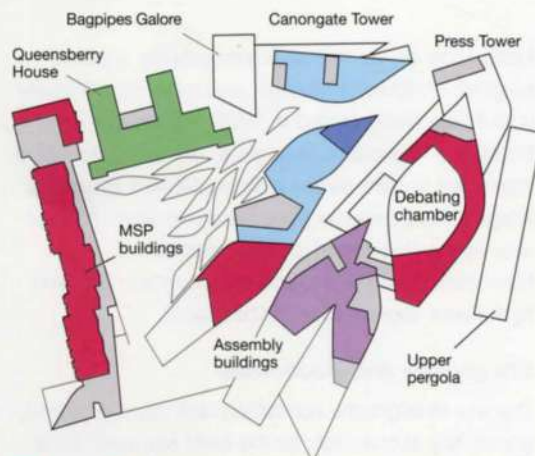 Bagpipes Galore
Canongate Tower
Press Tower
Queensberry
House
Debating
chamber
MSP
buildings
Assembly
buildings
Upper
pergola